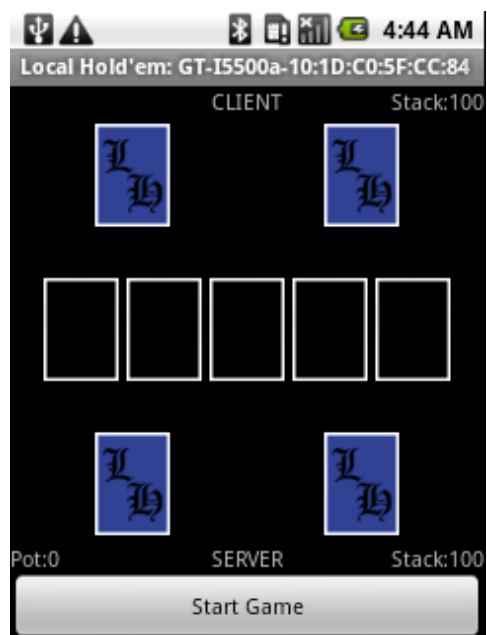 4:44 AM
Local Hold'em: GT-I5500a-10:1D:C0:5F:CC:84
CLIENT Stack:100
L H L H
L H L H
Pot:0 SERVER Stack:100
Start Game